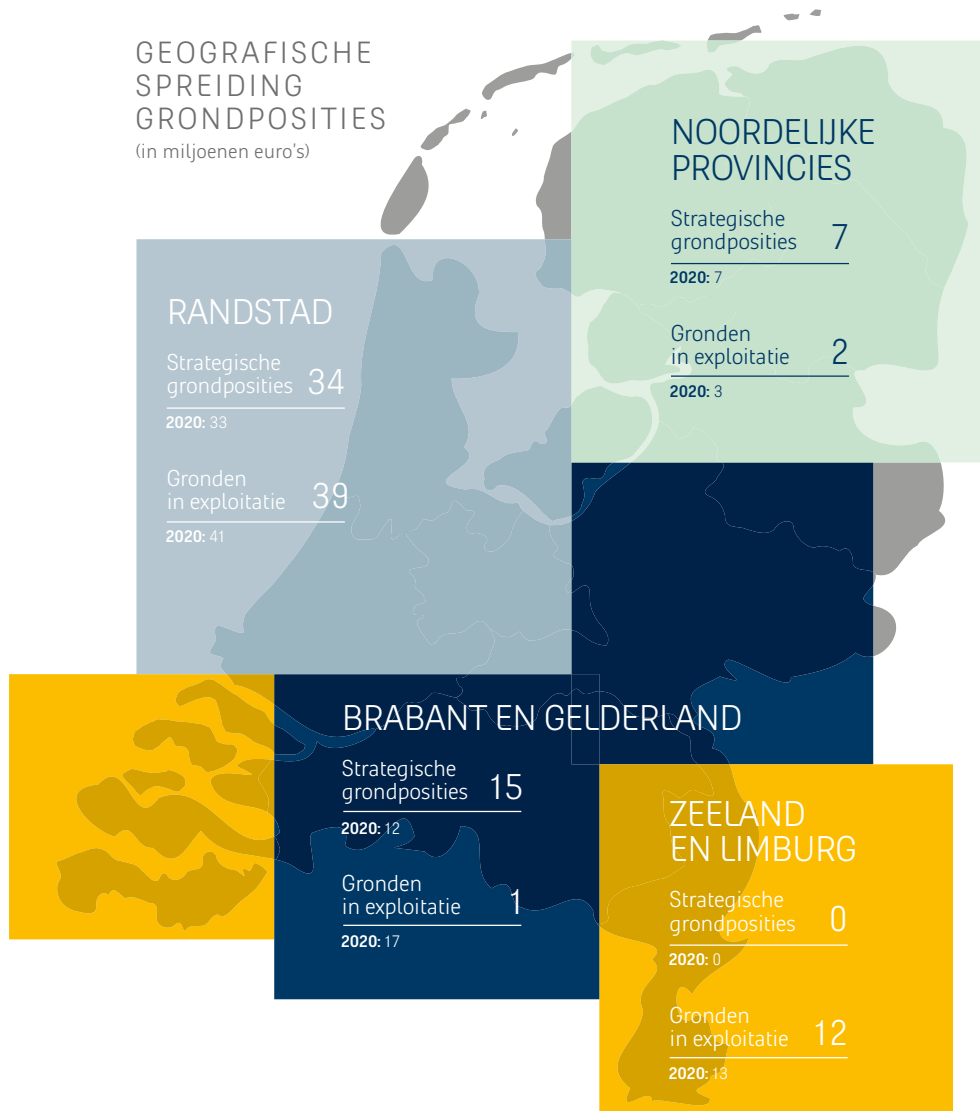 GEOGRAFISCHE
SPREIDING
GRONDPOSITIES
(in miljoenen euro's)
NOORDELIJKE
PROVINCIES
Strategische
grondposities 7
2020: 7
Gronden
in exploitatie 2
2020: 3
RANDSTAD
Strategische
grondposities 34
2020: 33
Gronden
in exploitatie 39
2020: 41
BRABANT EN GELDERLAND
Strategische
grondposities 15
2020: 12
Gronden
in exploitatie 1
2020: 17
ZEELAND
EN LIMBURG
Strategische
grondposities 0
2020: 0
Gronden
in exploitatie 12
2020: 13